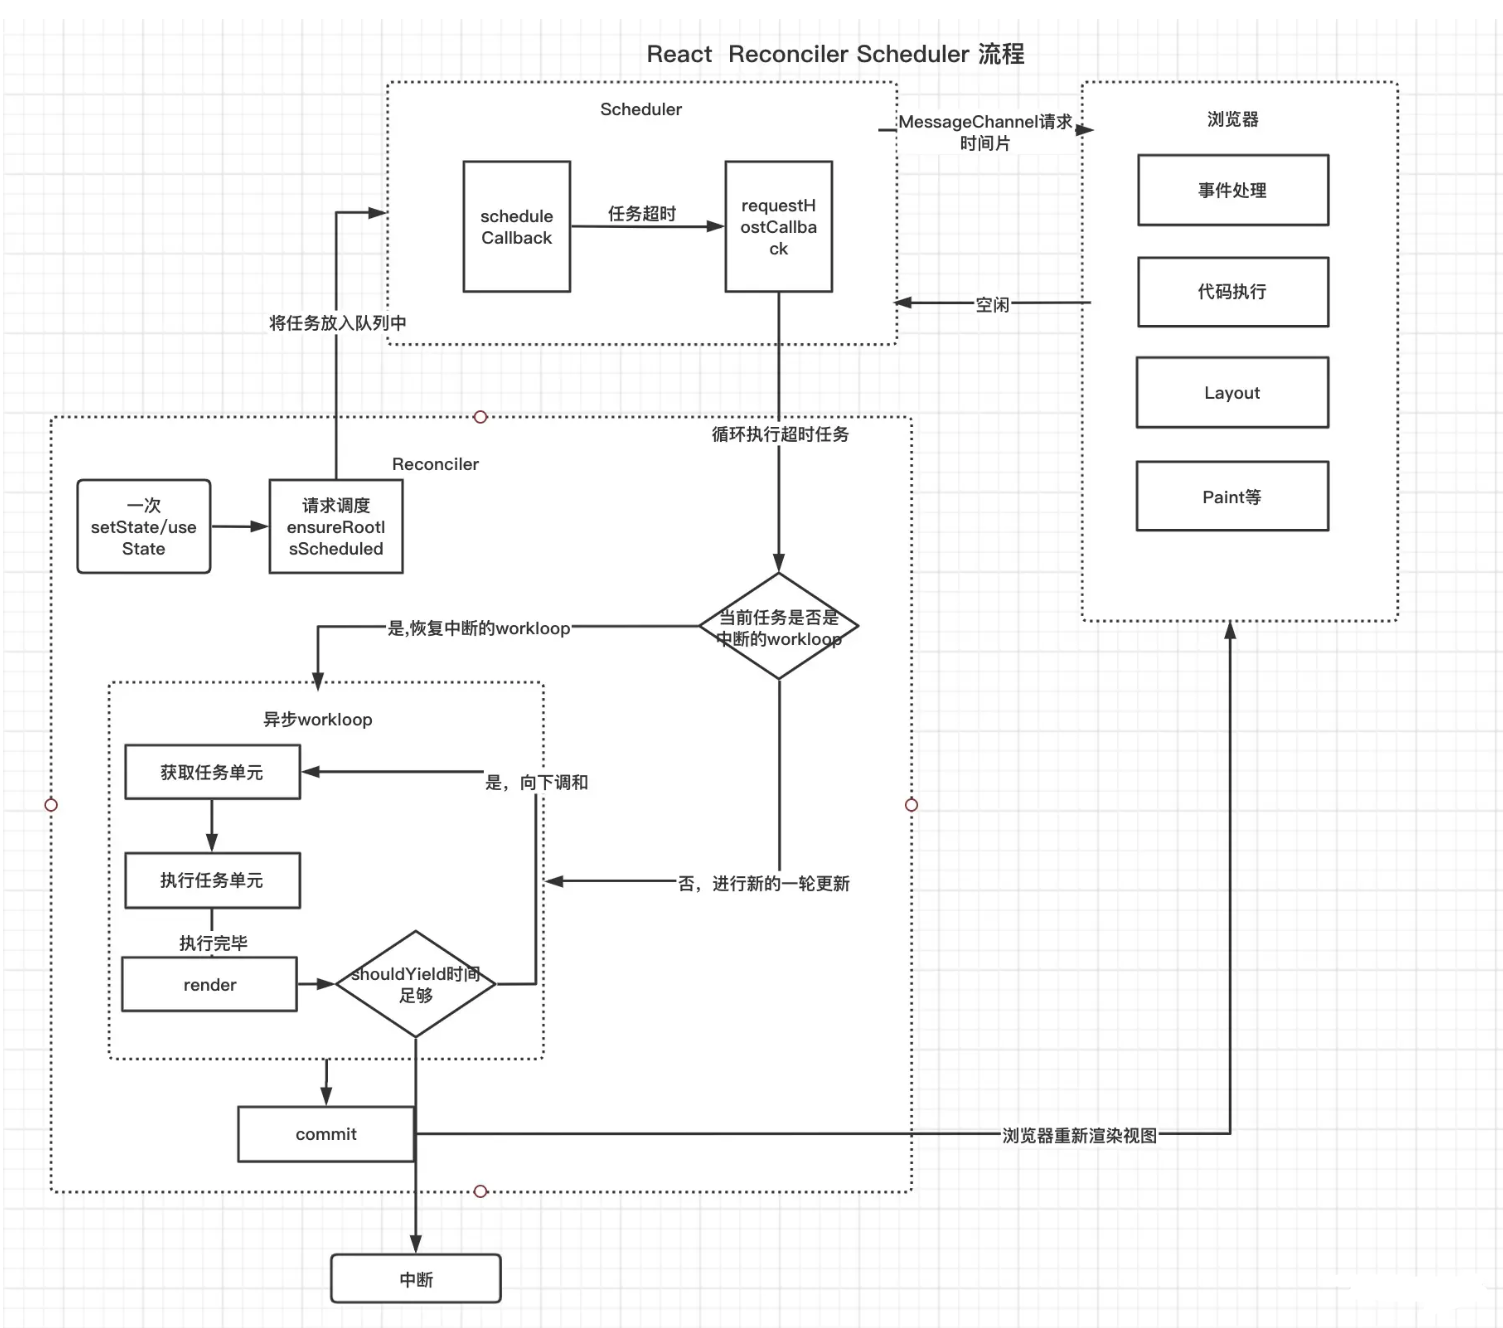 React Reconciler Scheduler 流程
Scheduler
schedule
Callback
任务超时
requestH
ostCallba
ck
MessageChannel请求
时间片
空闲
浏览器
事件处理
代码执行
Layout
Paint等
将任务放入队列中
循环执行超时任务
Reconciler
一次
setState/use
State
请求调度
ensureRootI
sScheduled
当前任务是否是
中断的workloop
是,恢复中断的workloop
异步workloop
获取任务单元
是，向下调和
执行任务单元
否，进行新的一轮更新
执行完毕
render
shouldYield时间
足够
commit
浏览器重新渲染视图
中断